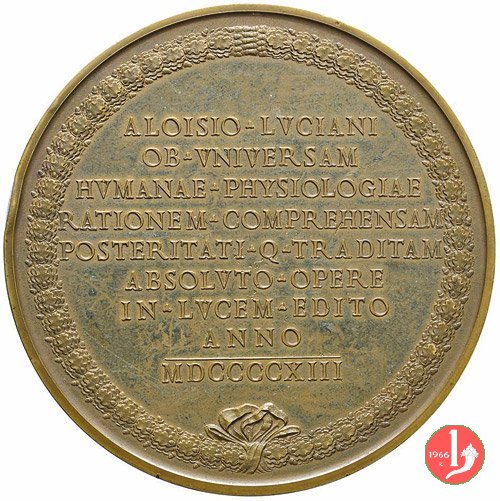 ALOISIO-LVCIANI
OB-VNIVERSAM
HVMANAE-PHYSIOLOGIAE
RATIONEM-COMPREHENSAM
POSTERITATI-Q-TRADITAM
ABSOLVTO-OPERE
IN-LVCEM-EDITO
ANNO
MDCCCCXIII
1966